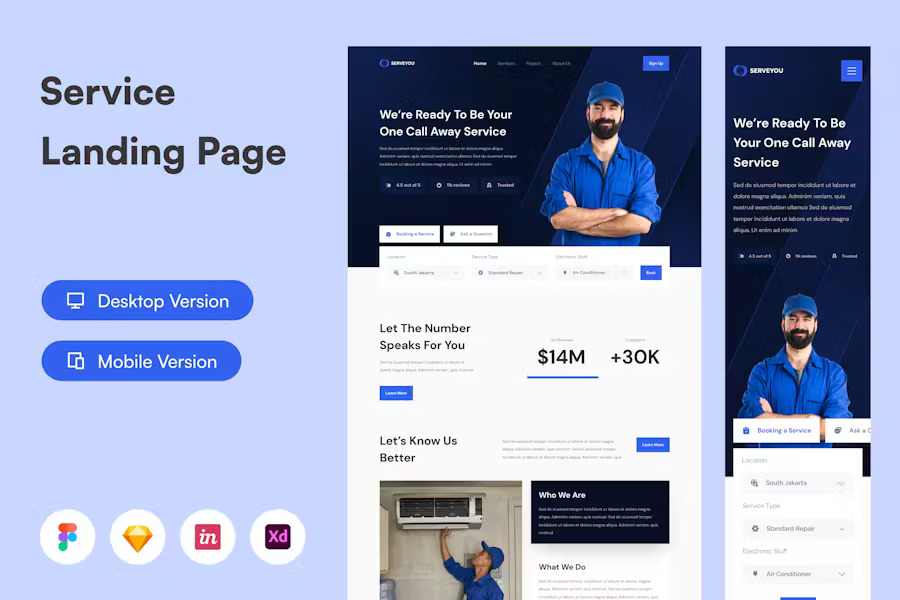 Service
Landing Page
Desktop Version
Mobile Version
in
Xd
SERVEYOU
Home
Services
Project
About Us
Sign Up
We're Ready To Be Your
One Call Away Service
Sed do eiusmod tempor incididunt ut labore et dolore magna aliqua.
Adminim veniam, quis nostrud exercitation ullamco Sed do eiusmod tempor
incididunt ut labore et dolore magna aliqua. Ut enim ad minim
4.5 out of 5
11k reviews
Trusted
Booking a Service
Ask a Question
Location
Service Type
Electronic Stuff
South Jakarta
Standard Repair
Air Conditioner
Book
Let The Number
Speaks For You
Sed do eiusmod tempor incididunt ut labore et
dolore magna aliqua. Adminim veniam, quis nostrud
Learn More
$14M
+30K
Let's Know Us
Better
Sed do eiusmod tempor incididunt ut labore et dolore
magna aliqua. Adminim veniam, quis nostrud Sed do eiusmod
tempor incididunt ut labore et dolore magna aliqua. Adminim veniam, quis
Learn More
Who We Are
Sed do eiusmod tempor incididunt ut labore et
dolore magna aliqua. Adminim veniam, quis
nostrud Sed do eiusmod tempor incididunt ut
labore et dolore magna aliqua. Adminim veniam,
quis nostrud
What We Do
Sed do eiusmod tempor incididunt ut labore et
SERVEYOU
We're Ready To Be
Your One Call Away
Service
Sed do eiusmod tempor incididunt ut labore et
dolore magna aliqua. Adminim veniam, quis
nostrud exercitation ullamco Sed do eiusmod
tempor incididunt ut labore et dolore magna
aliqua. Ut enim ad minim
4.5 out of 5
11k reviews
Trusted
Booking a Service
Ask a
Location
South Jakarta
Service Type
Standard Repair
Electronic Stuff
Air Conditioner